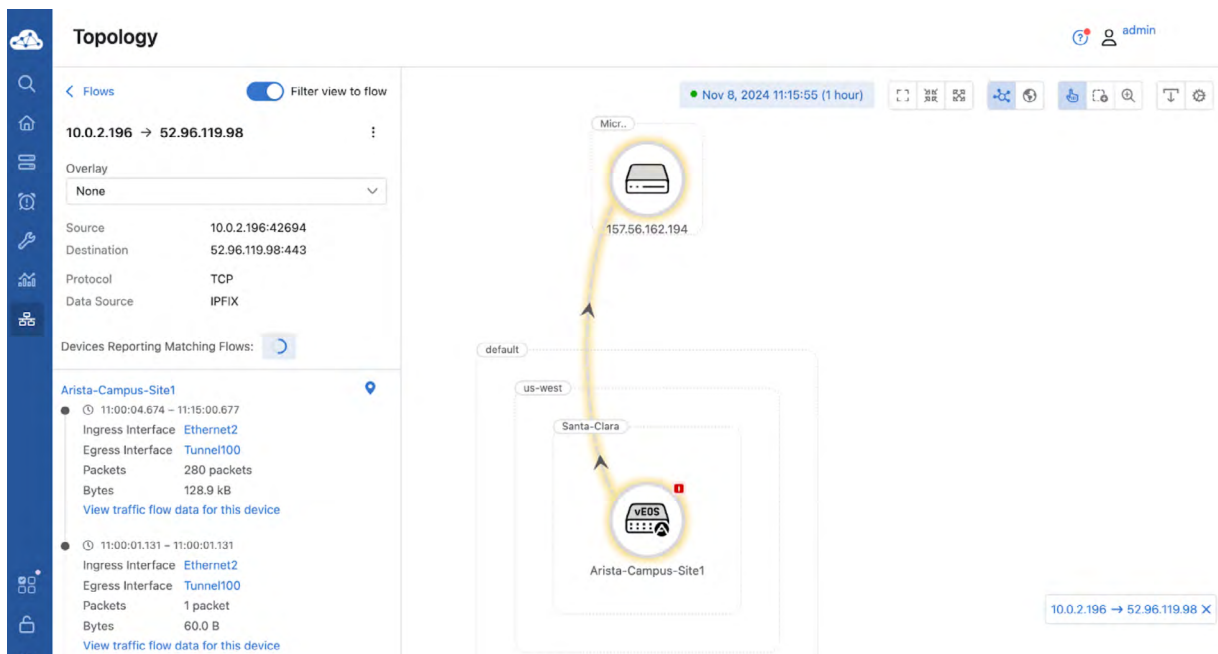 Topology
admin
Flows
Filter view to flow
10.0.2.196 → 52.96.119.98
Overlay
None
Source 10.0.2.196:42694
Destination 52.96.119.98:443
Protocol TCP
Data Source IPFIX
Devices Reporting Matching Flows:
Arista-Campus-Site1
11:00:04.674 – 11:15:00.677
Ingress Interface Ethernet2
Egress Interface Tunnel100
Packets 280 packets
Bytes 128.9 kB
View traffic flow data for this device
11:00:01.131 – 11:00:01.131
Ingress Interface Ethernet2
Egress Interface Tunnel100
Packets 1 packet
Bytes 60.0 B
View traffic flow data for this device
Nov 8, 2024 11:15:55 (1 hour)
Micr..
157.56.162.194
default
us-west
Santa-Clara
vEOS
Arista-Campus-Site1
10.0.2.196 → 52.96.119.98 ×